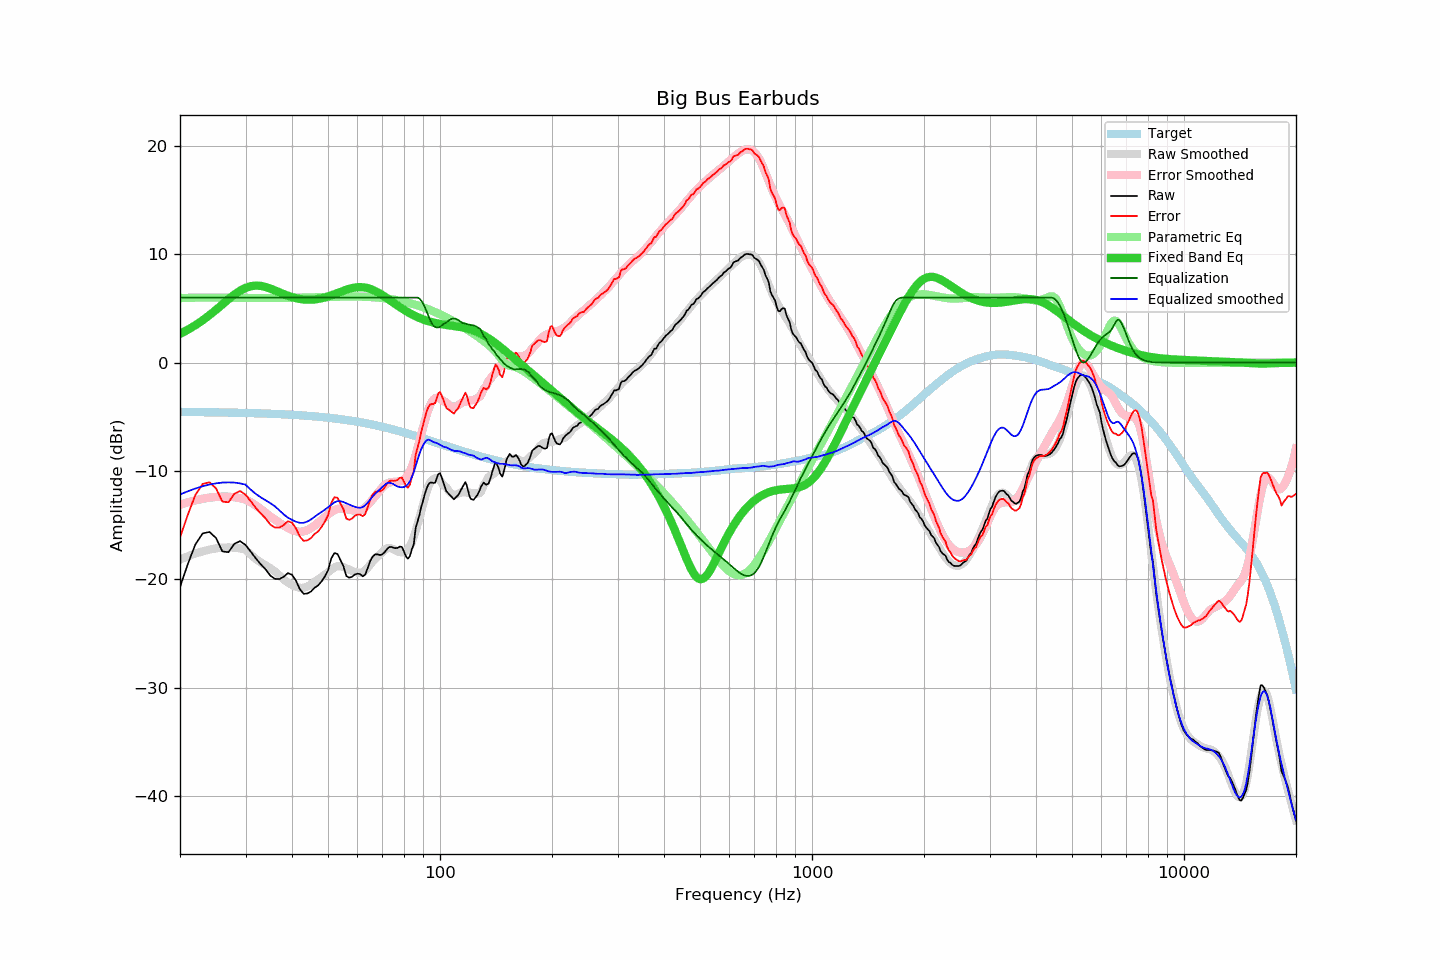 Big Bus Earbuds
Target
Raw Smoothed
Error Smoothed
Raw
Error
Parametric Eq
Fixed Band Eq
Equalization
Equalized smoothed
Amplitude (dBr)
20
10
0
−10
−20
−30
−40
100
1000
10000
Frequency (Hz)